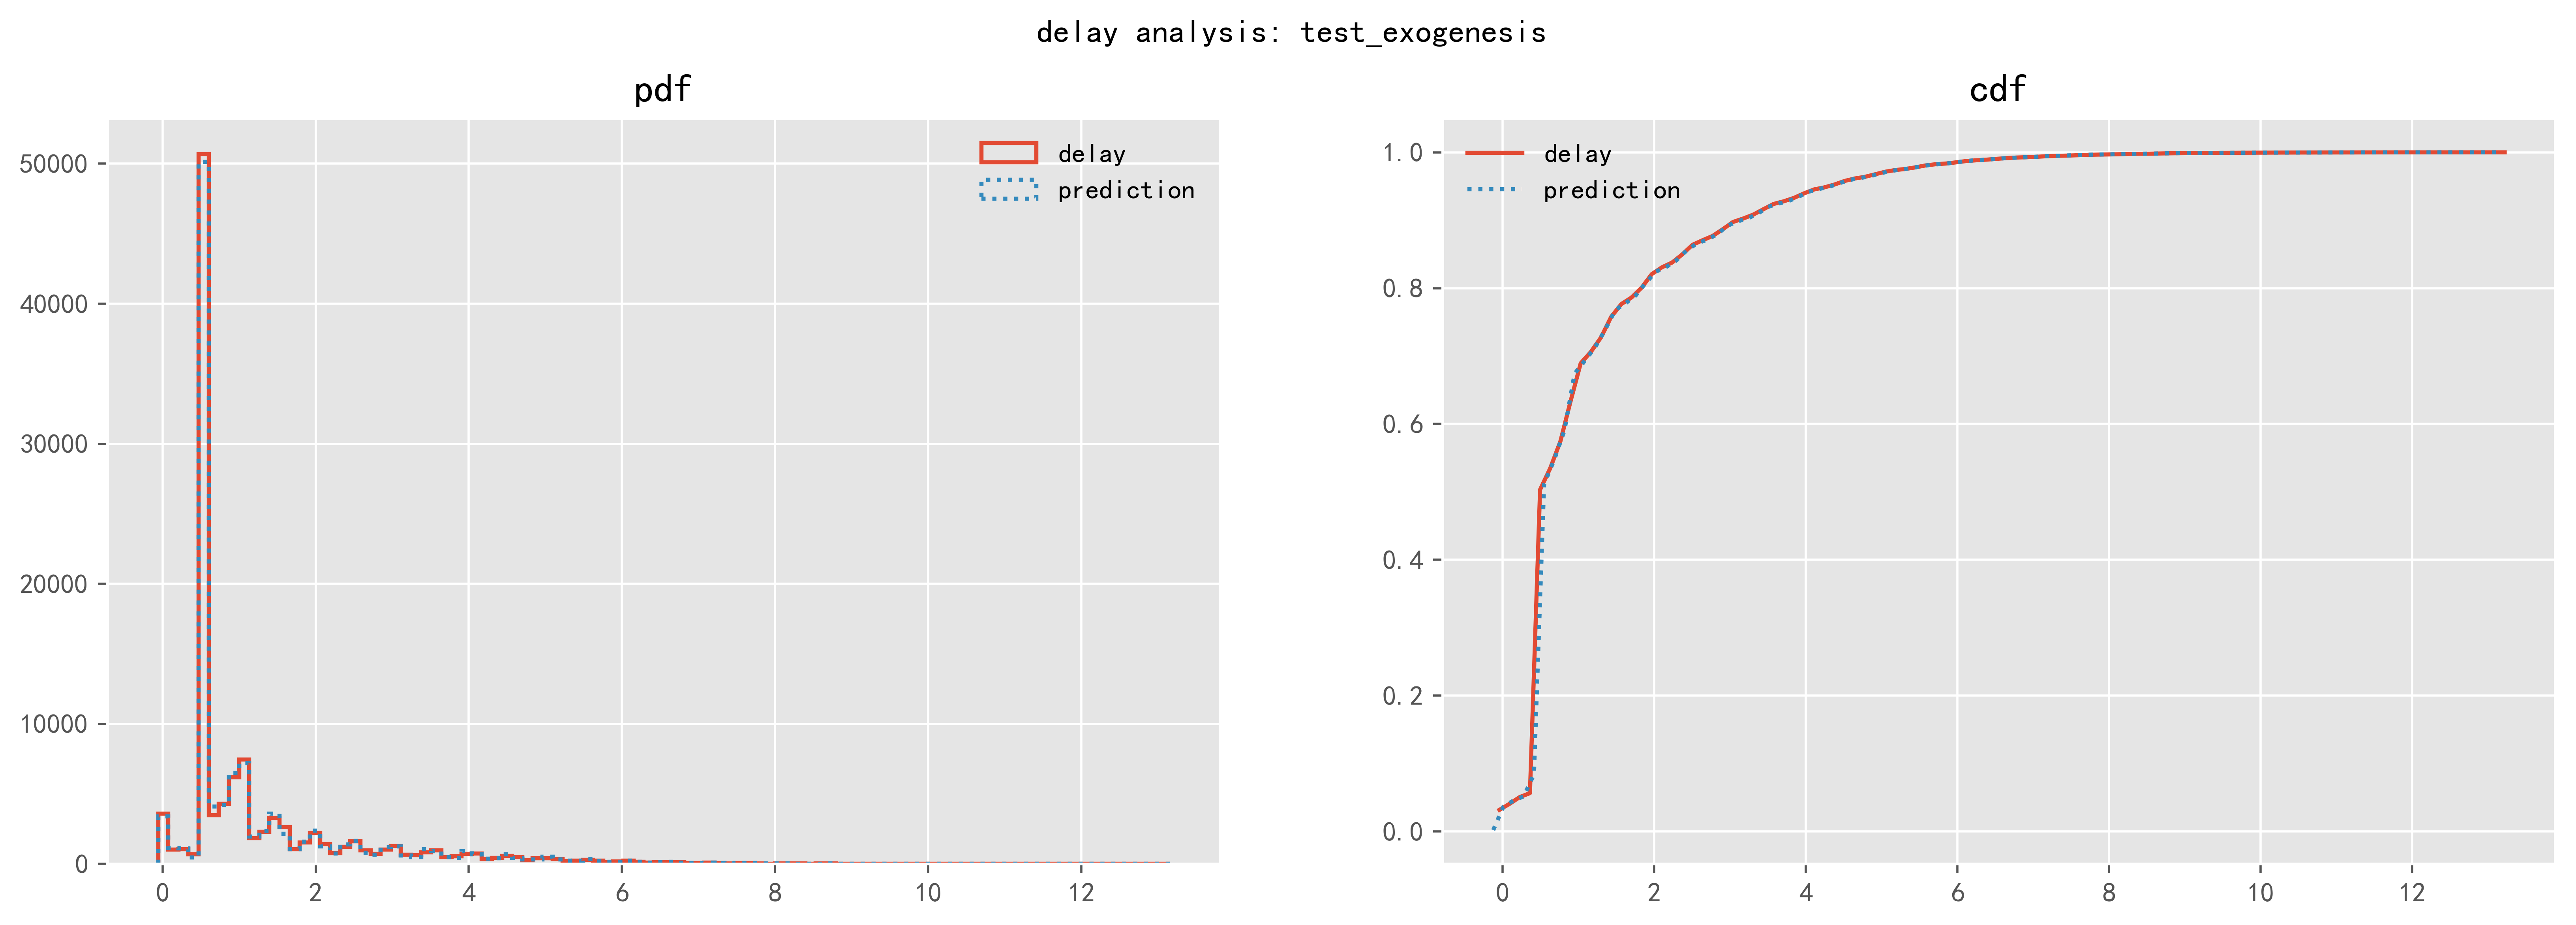 delay analysis: test_exogenesis
pdf
50000
40000
30000
20000
10000
0
0 2 4 6 8 10 12
delay
prediction
cdf
1.0
0.8
0.6
0.4
0.2
0.0
0 2 4 6 8 10 12
delay
prediction